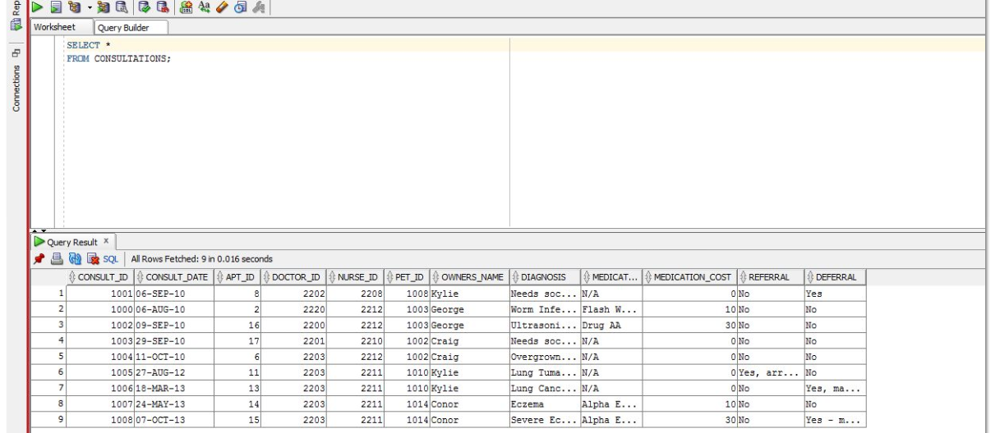 Rep
Connections
Worksheet Query Builder
SELECT *
FROM CONSULTATIONS;
Query Result x
SQL | All Rows Fetched: 9 in 0.016 seconds
CONSULT_ID CONSULT_DATE APT_ID DOCTOR_ID NURSE_ID PET_ID OWNERS_NAME DIAGNOSIS MEDICAT... MEDICATION_COST REFERRAL DEFERRAL
1 1001 06-SEP-10 8 2202 2208 1008 Kylie Needs soc... N/A 0 No Yes
2 1000 06-AUG-10 2 2220 2212 1003 George Worm Infe... Flash W... 10 No No
3 1002 09-SEP-10 16 2200 2212 1003 George Ultrasoni... Drug AA 30 No No
4 1003 29-SEP-10 17 2201 2210 1002 Craig Needs soc... N/A 0 No No
5 1004 11-OCT-10 6 2203 2212 1002 Craig Overgrown... N/A 0 No No
6 1005 27-AUG-12 11 2203 2211 1010 Kylie Lung Tuma... N/A 0 Yes, arr... No
7 1006 18-MAR-13 13 2203 2211 1010 Kylie Lung Canc... N/A 0 No Yes, ma...
8 1007 24-MAY-13 14 2203 2211 1014 Conor Eczema Alpha E... 10 No No
9 1008 07-OCT-13 15 2203 2211 1014 Conor Severe Ec... Alpha E... 30 No Yes - m...